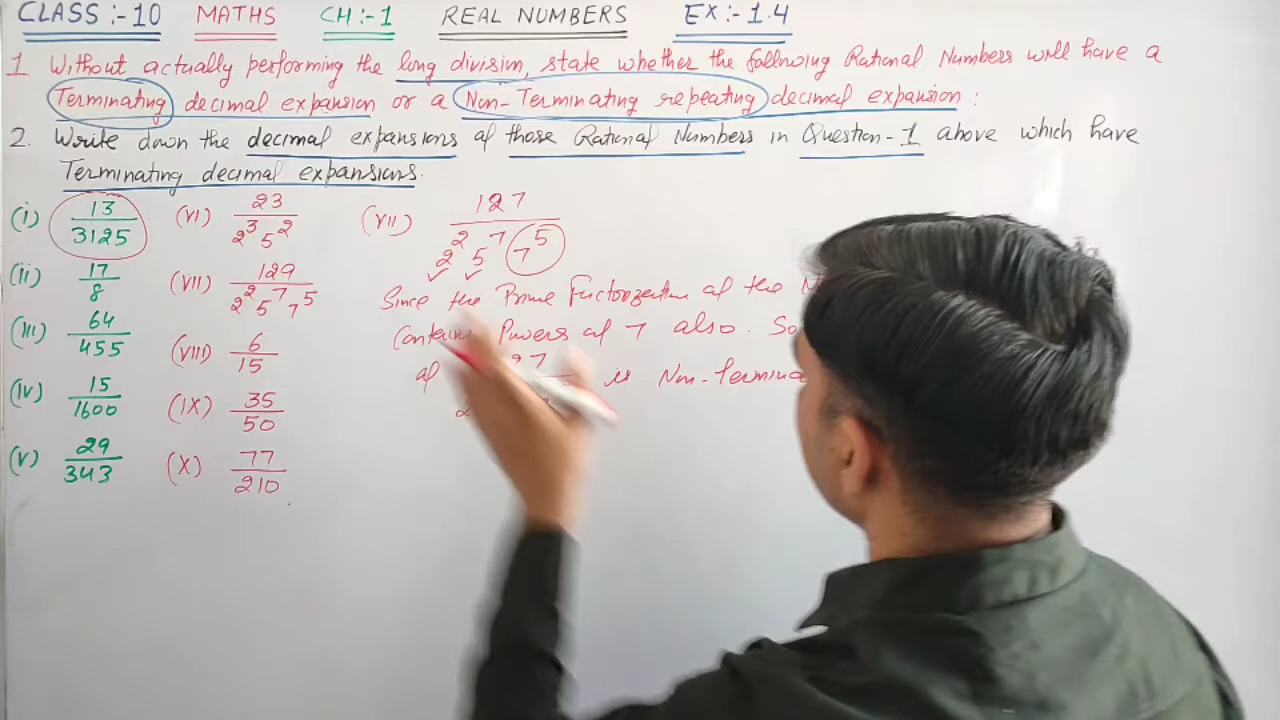 CLASS :- 10 MATHS CH :- 1 REAL NUMBERS EX :- 1.4
1. Without actually performing the long division, state whether the following Rational Numbers will have a
Terminating decimal expansion or a Non-Terminating repeating decimal expansion :
2. Write down the decimal expansions of those Rational Numbers in Question-1 above which have
Terminating decimal expansions.
(i) 13/3125
(ii) 17/8
(iii) 64/455
(iv) 15/1600
(v) 29/343
(VI) 23/2³5²
(VII) 129/2²5⁷7⁵
(VIII) 6/15
(IX) 35/50
(X) 77/210
(VII) 127/2²5⁷7⁵
Since the Prime Factorization of the
Contains Powers of 7 also. So
of is Non-Termina